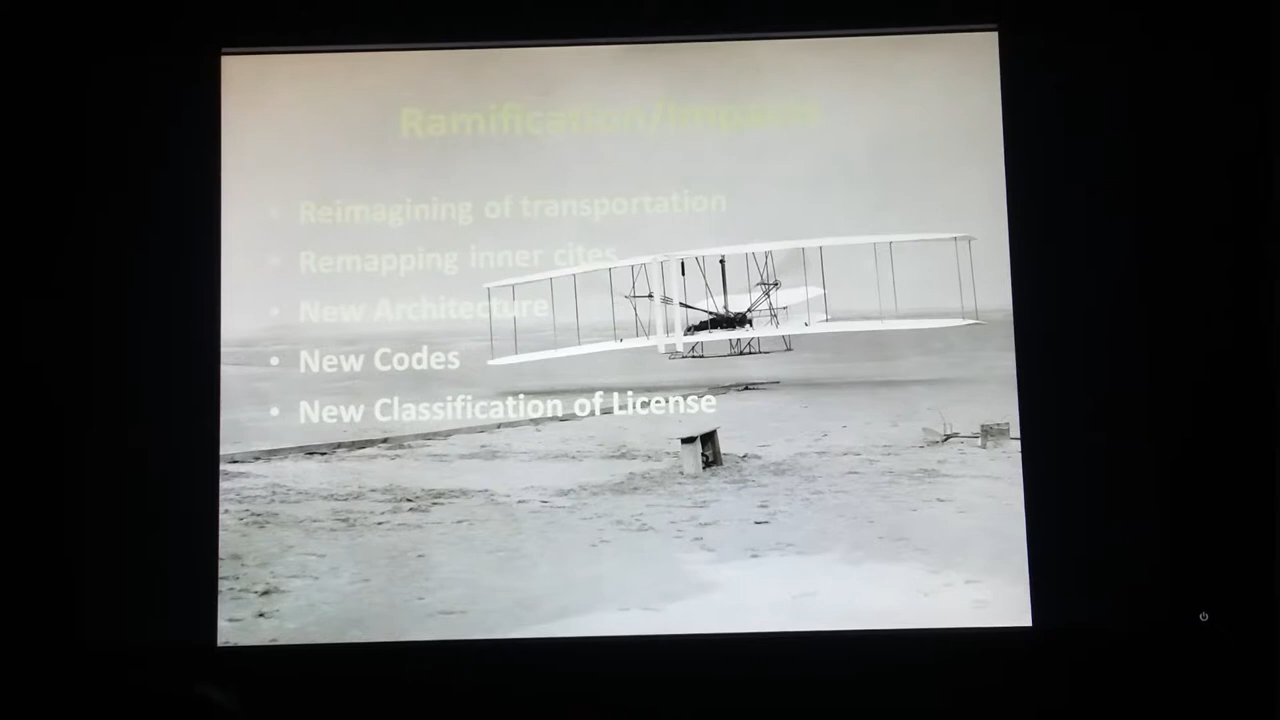 Ramification/Impacts
• Reimagining of transportation
• Remapping inner cites
• New Architecture
• New Codes
• New Classification of License